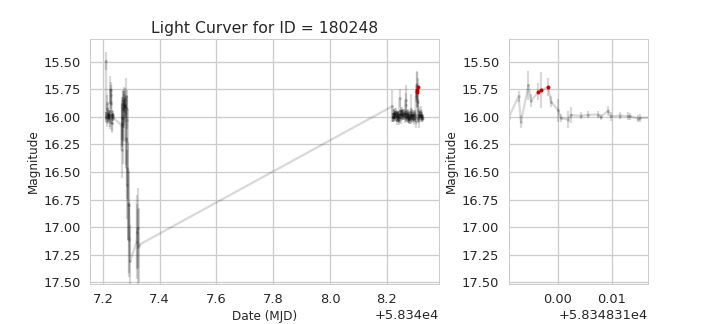 Light Curver for ID = 180248
15.50
15.75
16.00
16.25
16.50
16.75
17.00
17.25
17.50
Magnitude
7.2 7.4 7.6 7.8 8.0 8.2
Date (MJD)
+5.834e4
15.50
15.75
16.00
16.25
16.50
16.75
17.00
17.25
17.50
Magnitude
0.00 0.01
+5.834831e4